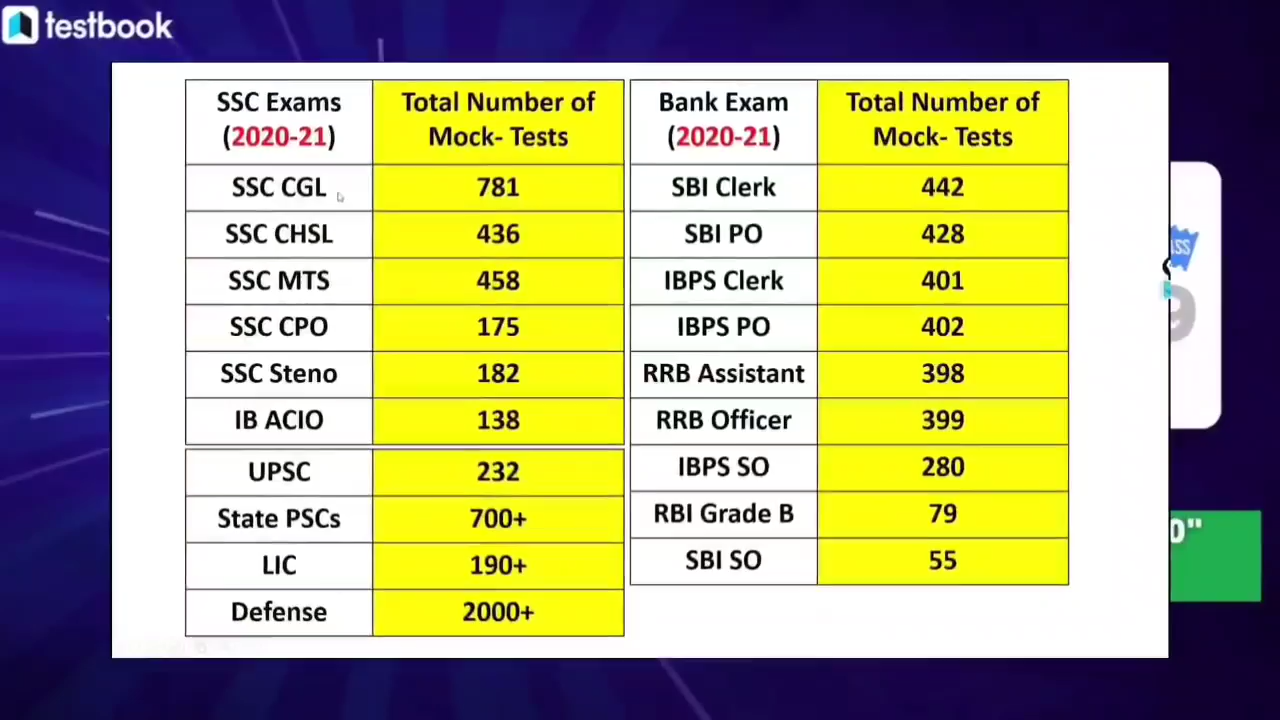 testbook
SSC Exams
(2020-21)
Total Number of
Mock- Tests
SSC CGL 781
SSC CHSL 436
SSC MTS 458
SSC CPO 175
SSC Steno 182
IB ACIO 138
UPSC 232
State PSCs 700+
LIC 190+
Defense 2000+
Bank Exam
(2020-21)
Total Number of
Mock- Tests
SBI Clerk 442
SBI PO 428
IBPS Clerk 401
IBPS PO 402
RRB Assistant 398
RRB Officer 399
IBPS SO 280
RBI Grade B 79
SBI SO 55
0"